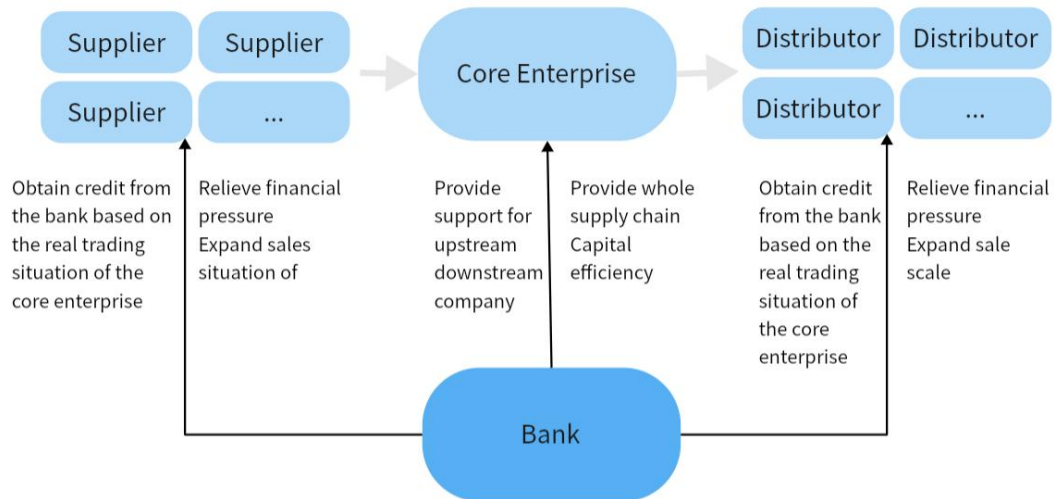 Supplier
Supplier
Supplier
...
Core Enterprise
Distributor
Distributor
Distributor
...
Obtain credit from
the bank based on
the real trading
situation of the
core enterprise
Relieve financial
pressure
Expand sales
situation of
Provide
support for
upstream
downstream
company
Provide whole
supply chain
Capital
efficiency
Obtain credit
from the bank
based on the
real trading
situation of
the core
enterprise
Relieve financial
pressure
Expand sale
scale
Bank